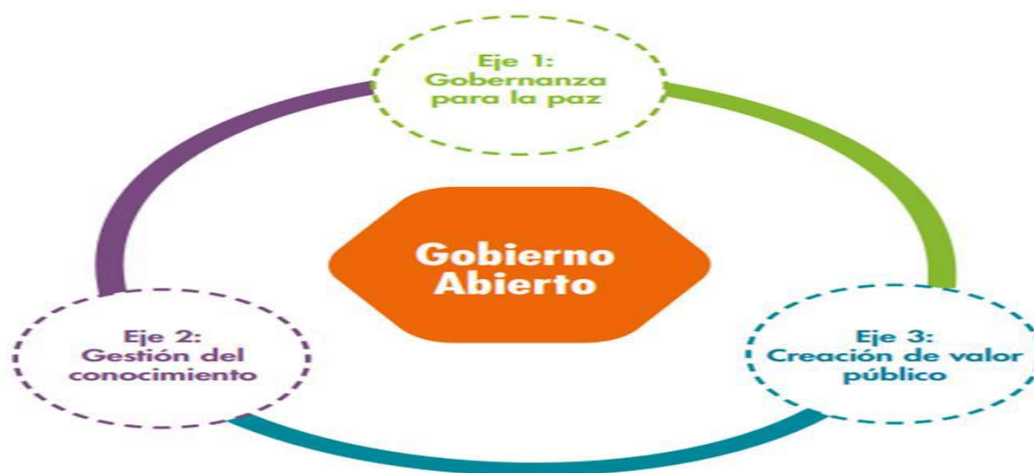 Eje 1:
Gobernanza
para la paz
Gobierno
Abierto
Eje 2:
Gestión del
conocimiento
Eje 3:
Creación de valor
público